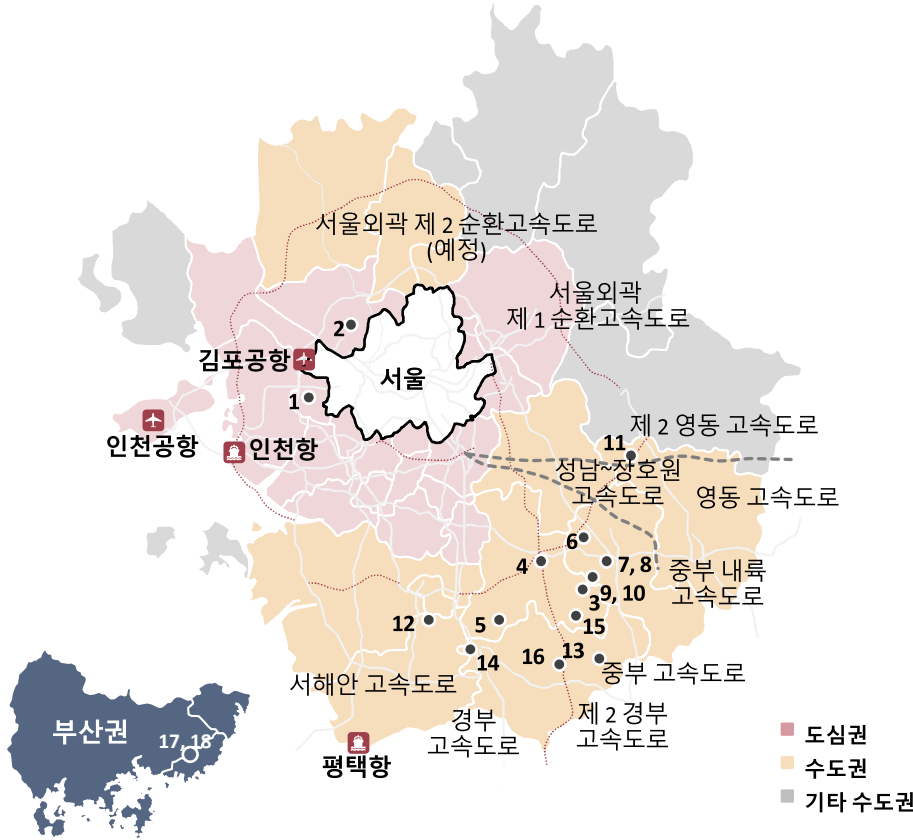 서울외곽 제 2 순환고속도로
(예정)
서울외곽
제 1 순환고속도로
2
김포공항
서울
1
인천공항
인천항
제 2 영동 고속도로
11
성남~장호원
고속도로
영동 고속도로
6
4
7, 8
중부 내륙
고속도로
9, 10
3
12
5
15
14
16
13
중부 고속도로
서해안 고속도로
경부
고속도로
제 2 경부
고속도로
부산권
17, 18
평택항
도심권
수도권
기타 수도권